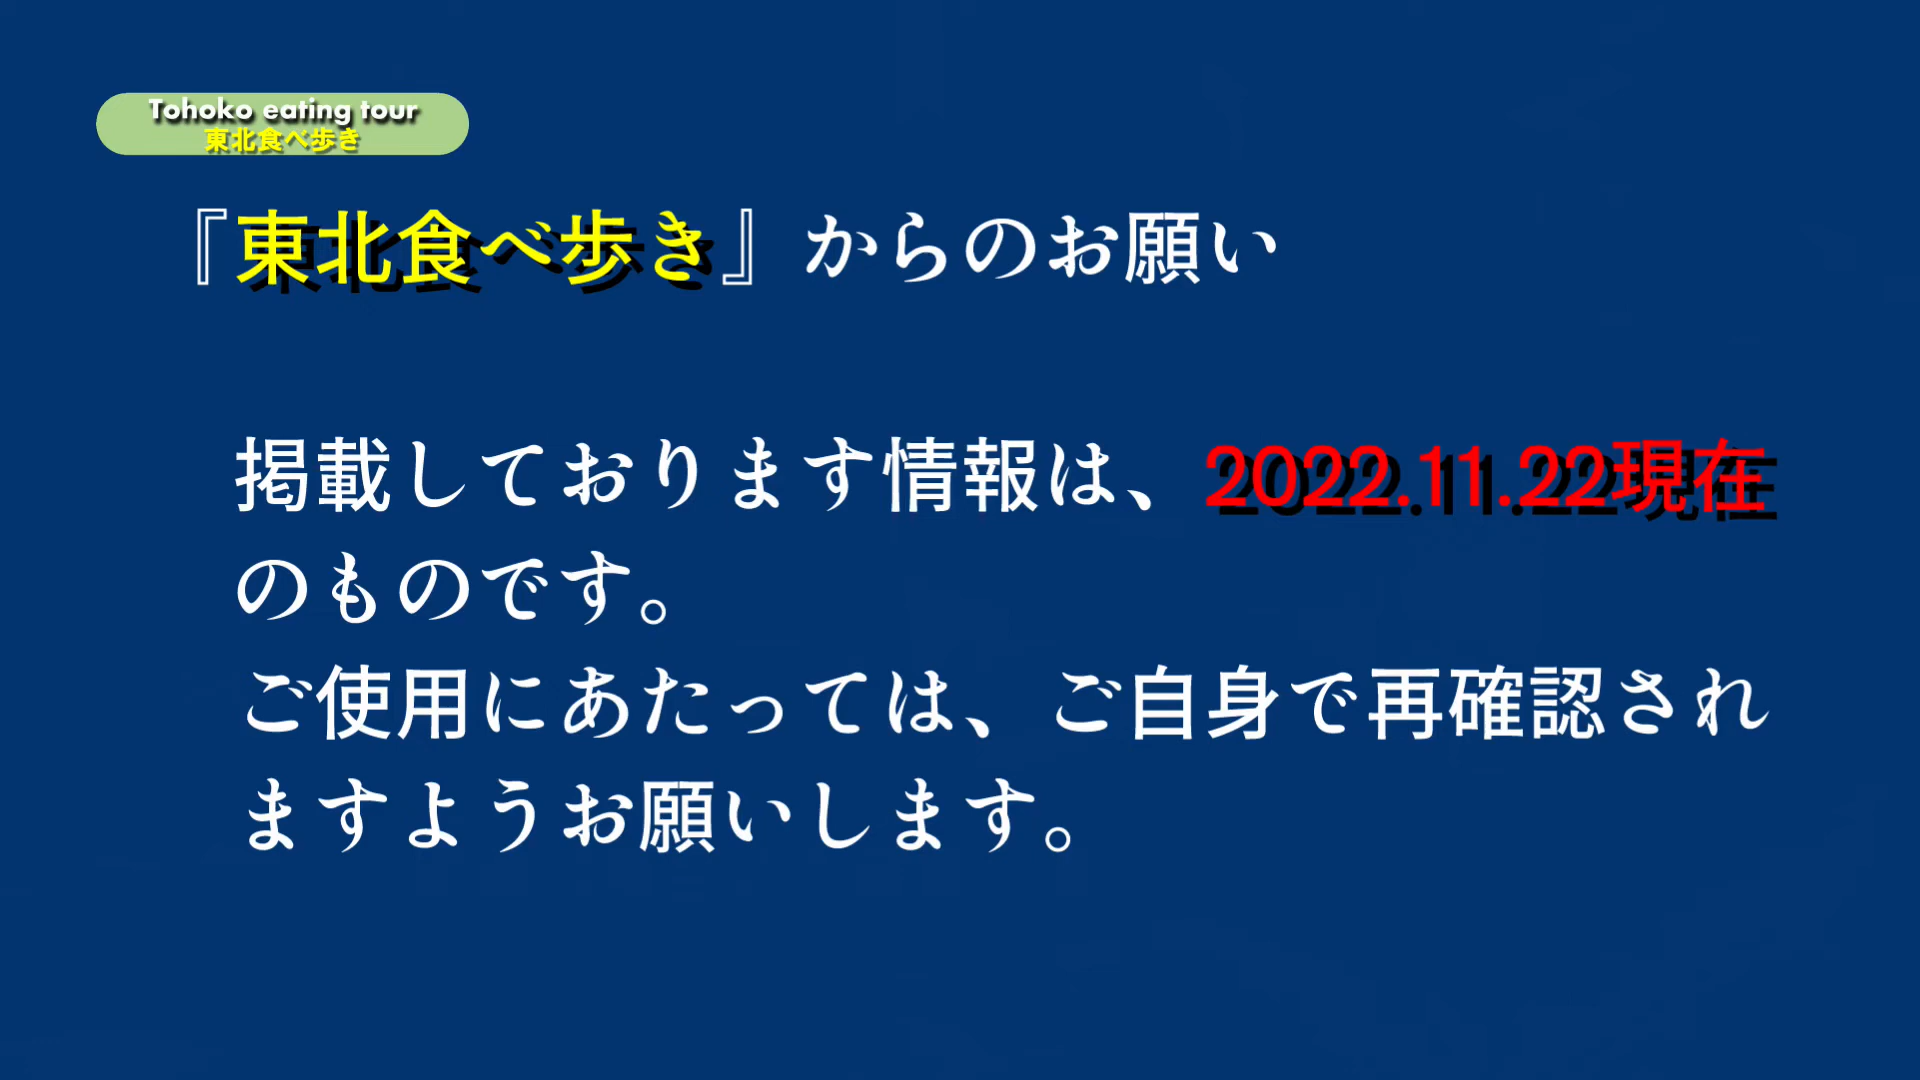 Tohoko eating tour
東北食べ歩き
『東北食べ歩き』からのお願い
掲載しております情報は、2022.11.22現在
のものです。
ご使用にあたっては、ご自身で再確認され
ますようお願いします。